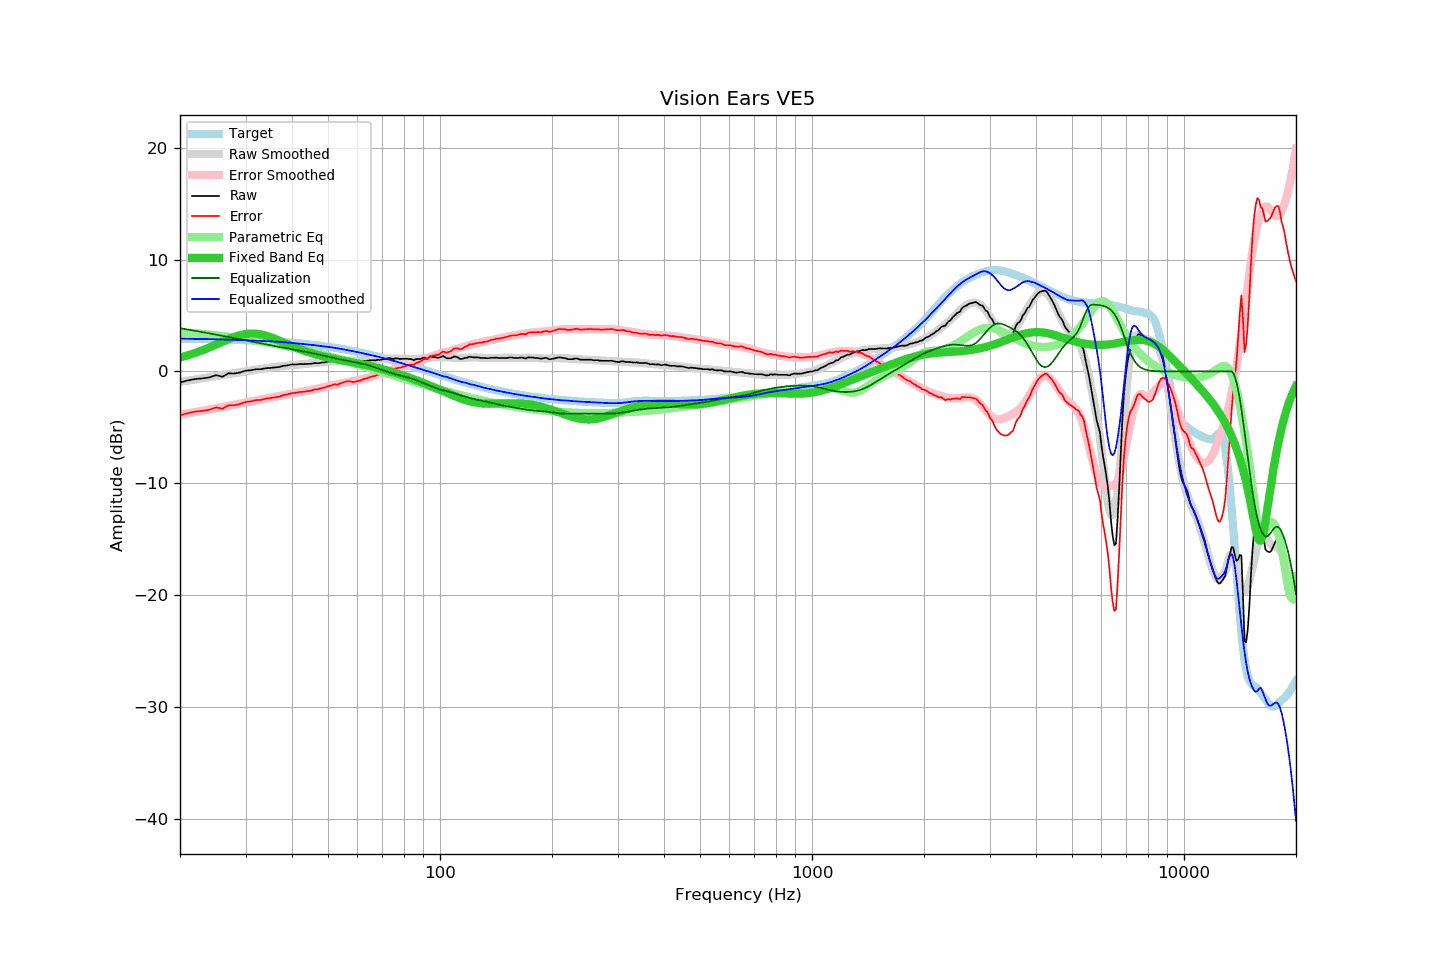 Vision Ears VE5
Target
Raw Smoothed
Error Smoothed
Raw
Error
Parametric Eq
Fixed Band Eq
Equalization
Equalized smoothed
20
10
0
−10
−20
−30
−40
Amplitude (dBr)
100
1000
10000
Frequency (Hz)